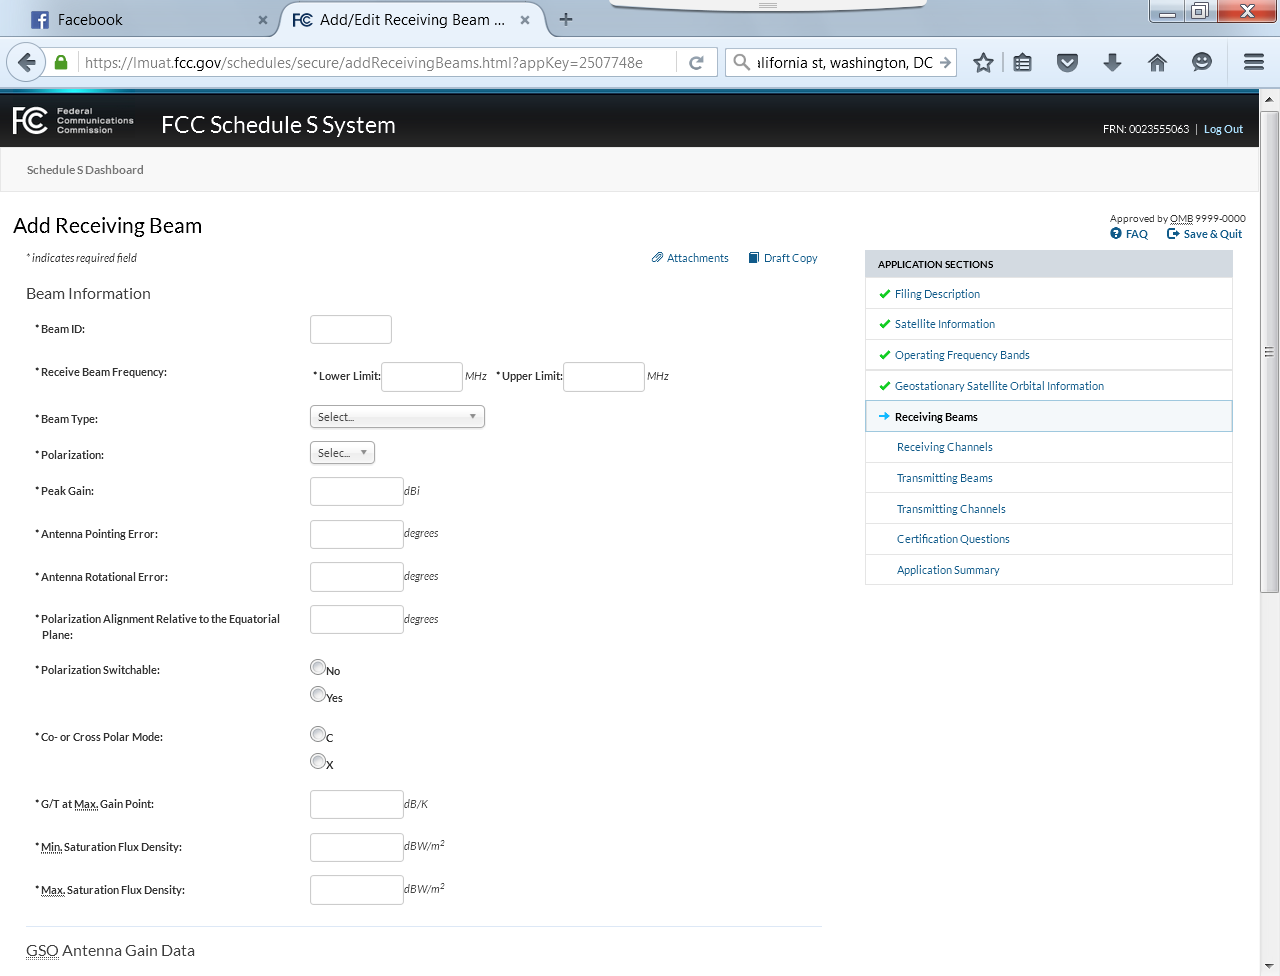 Facebook
FCC Add/Edit Receiving Beam ...
https://lmuat.fcc.gov/schedules/secure/addReceivingBeams.html?appKey=2507748e
alifornia st, washington, DC
FCC Federal Communications Commission
FCC Schedule S System
FRN: 0023555063 | Log Out
Schedule S Dashboard
Add Receiving Beam
Approved by OMB 9999-0000
FAQ Save & Quit
* indicates required field
Attachments Draft Copy
Beam Information
* Beam ID:
* Receive Beam Frequency: * Lower Limit: MHz * Upper Limit: MHz
* Beam Type: Select...
* Polarization: Selec...
* Peak Gain: dBi
* Antenna Pointing Error: degrees
* Antenna Rotational Error: degrees
* Polarization Alignment Relative to the Equatorial degrees
Plane:
* Polarization Switchable: No
Yes
* Co- or Cross Polar Mode: C
X
* G/T at Max. Gain Point: dB/K
* Min. Saturation Flux Density: dBW/m²
* Max. Saturation Flux Density: dBW/m²
GSO Antenna Gain Data
APPLICATION SECTIONS
Filing Description
Satellite Information
Operating Frequency Bands
Geostationary Satellite Orbital Information
Receiving Beams
Receiving Channels
Transmitting Beams
Transmitting Channels
Certification Questions
Application Summary